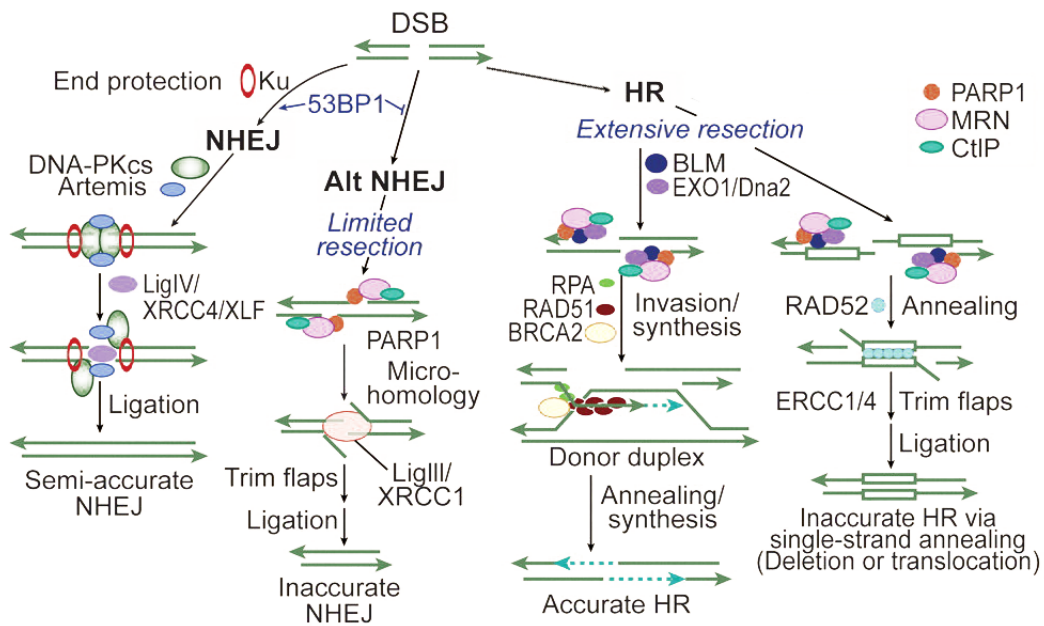 DSB
End protection
Ku
53BP1
NHEJ
DNA-PKcs
Artemis
LigIV/
XRCC4/XLF
Ligation
Semi-accurate
NHEJ
Alt NHEJ
Limited
resection
PARP1
Micro-
homology
LigIII/
XRCC1
Trim flaps
Ligation
Inaccurate
NHEJ
HR
Extensive resection
BLM
EXO1/Dna2
RPA
RAD51
BRCA2
Invasion/
synthesis
Donor duplex
Annealing/
synthesis
Accurate HR
PARP1
MRN
CtIP
RAD52
Annealing
ERCC1/4
Trim flaps
Ligation
Inaccurate HR via
single-strand annealing
(Deletion or translocation)